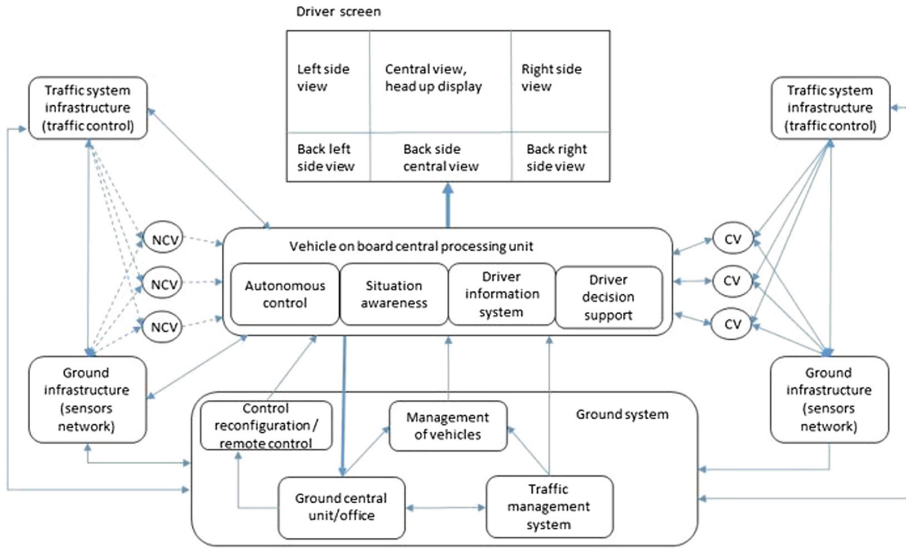 Driver screen
Left side
view
Central view,
head up display
Right side
view
Back left
side view
Back side
central view
Back right
side view
Traffic system
infrastructure
(traffic control)
Traffic system
infrastructure
(traffic control)
NCV
NCV
NCV
Vehicle on board central processing unit
Autonomous
control
Situation
awareness
Driver
information
system
Driver
decision
support
CV
CV
CV
Ground
infrastructure
(sensors
network)
Ground
infrastructure
(sensors
network)
Ground system
Control
reconfiguration /
remote control
Management
of vehicles
Ground central
unit/office
Traffic
management
system